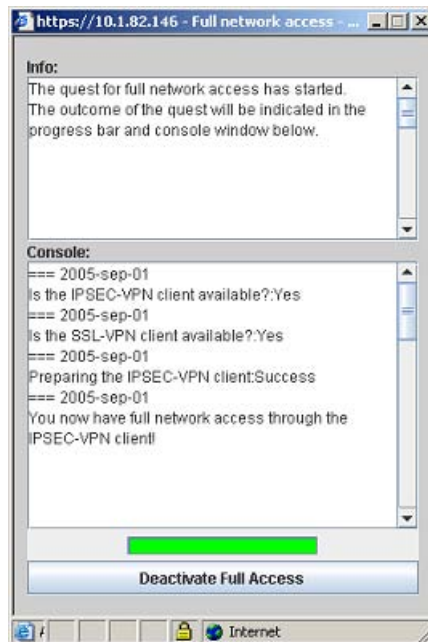 https://10.1.82.146 - Full network access - ...
Info:
The quest for full network access has started.
The outcome of the quest will be indicated in the
progress bar and console window below.
Console:
=== 2005-sep-01
Is the IPSEC-VPN client available?:Yes
=== 2005-sep-01
Is the SSL-VPN client available?:Yes
=== 2005-sep-01
Preparing the IPSEC-VPN client:Success
=== 2005-sep-01
You now have full network access through the
IPSEC-VPN client!
Deactivate Full Access
Internet